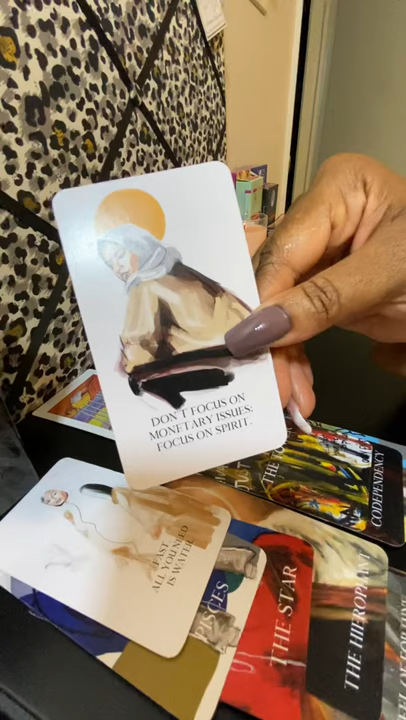 DON'T FOCUS ON
MONETARY ISSUES;
FOCUS ON SPIRIT.
FAST
ALL YOU NEED
IS WATER
PISCES
THE STAR
THE HIEROPHANT
CODEPENDENCY